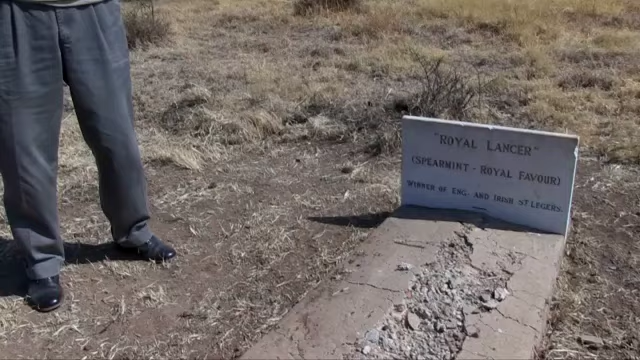 "ROYAL LANCER"
(SPEARMINT - ROYAL FAVOUR)
WINNER OF ENG. AND IRISH ST LEGERS.